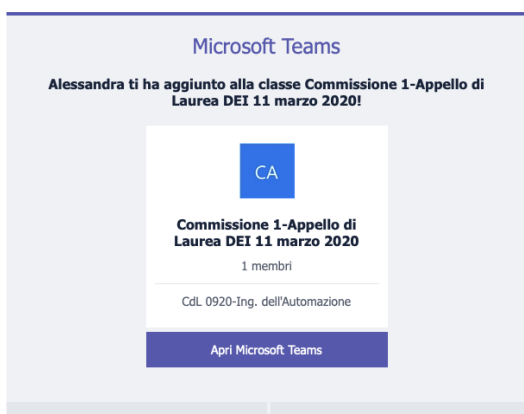 Microsoft Teams
Alessandra ti ha aggiunto alla classe Commissione 1-Appello di
Laurea DEI 11 marzo 2020!
CA
Commissione 1-Appello di
Laurea DEI 11 marzo 2020
1 membri
CdL 0920-Ing. dell'Automazione
Apri Microsoft Teams